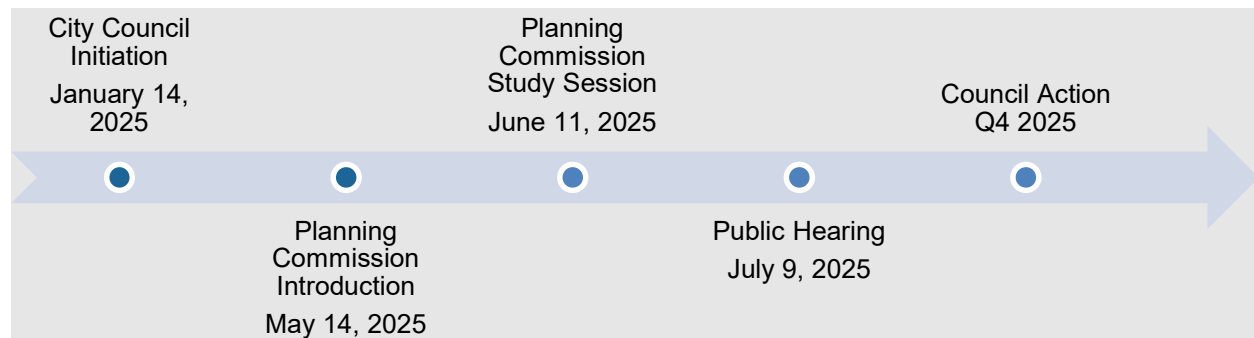 City Council
Initiation
January 14,
2025
Planning
Commission
Introduction
May 14, 2025
Planning
Commission
Study Session
June 11, 2025
Public Hearing
July 9, 2025
Council Action
Q4 2025